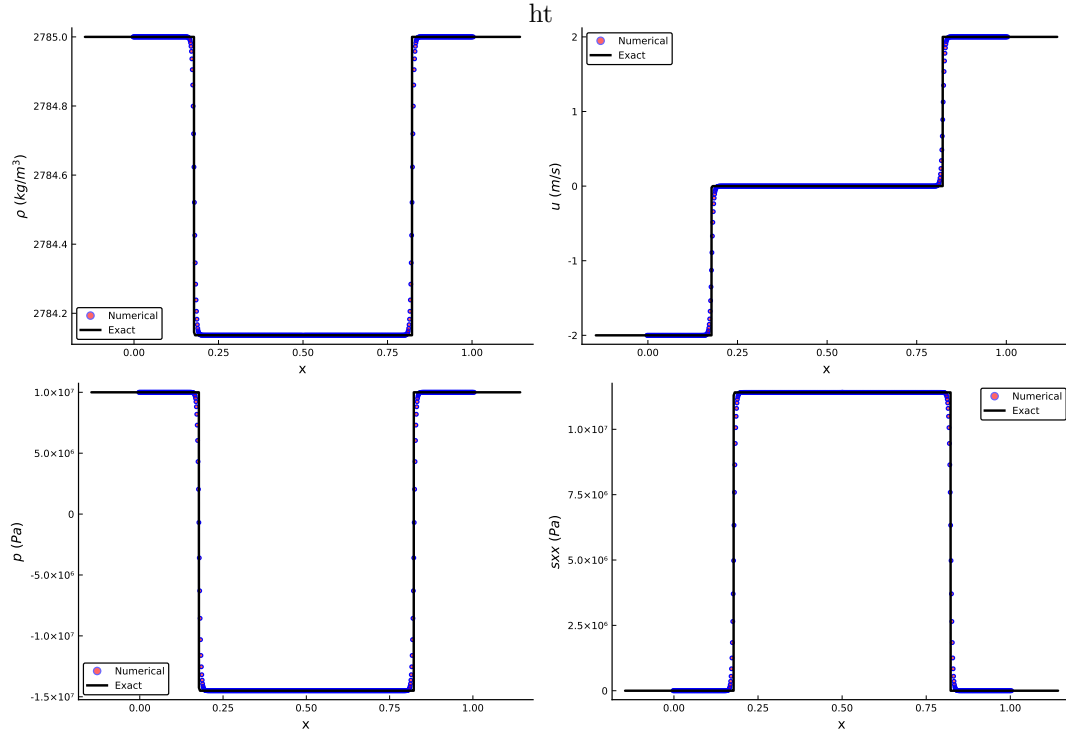 ht
2785.0
2784.8
2784.6
2784.4
2784.2
ρ (kg/m³)
Numerical
Exact
0.00 0.25 0.50 0.75 1.00
x
2
1
0
-1
-2
u (m/s)
Numerical
Exact
0.00 0.25 0.50 0.75 1.00
x
1.0×10⁷
5.0×10⁶
0
-5.0×10⁶
-1.0×10⁷
-1.5×10⁷
p (Pa)
Numerical
Exact
0.00 0.25 0.50 0.75 1.00
x
1.0×10⁷
7.5×10⁶
5.0×10⁶
2.5×10⁶
0
sxx (Pa)
Numerical
Exact
0.00 0.25 0.50 0.75 1.00
x